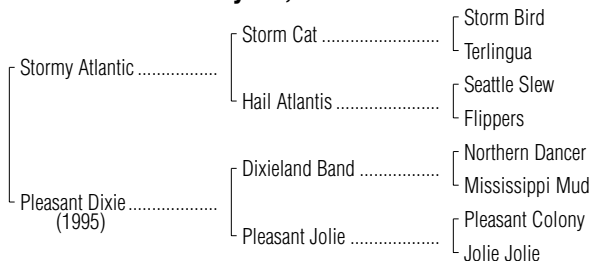 Storm Bird
Storm Cat ......................
Terlingua
Stormy Atlantic ...............
Seattle Slew
Hail Atlantis ....................
Flippers
Northern Dancer
Dixieland Band ...............
Mississippi Mud
Pleasant Dixie .................
(1995)
Pleasant Colony
Pleasant Jolie .................
Jolie Jolie